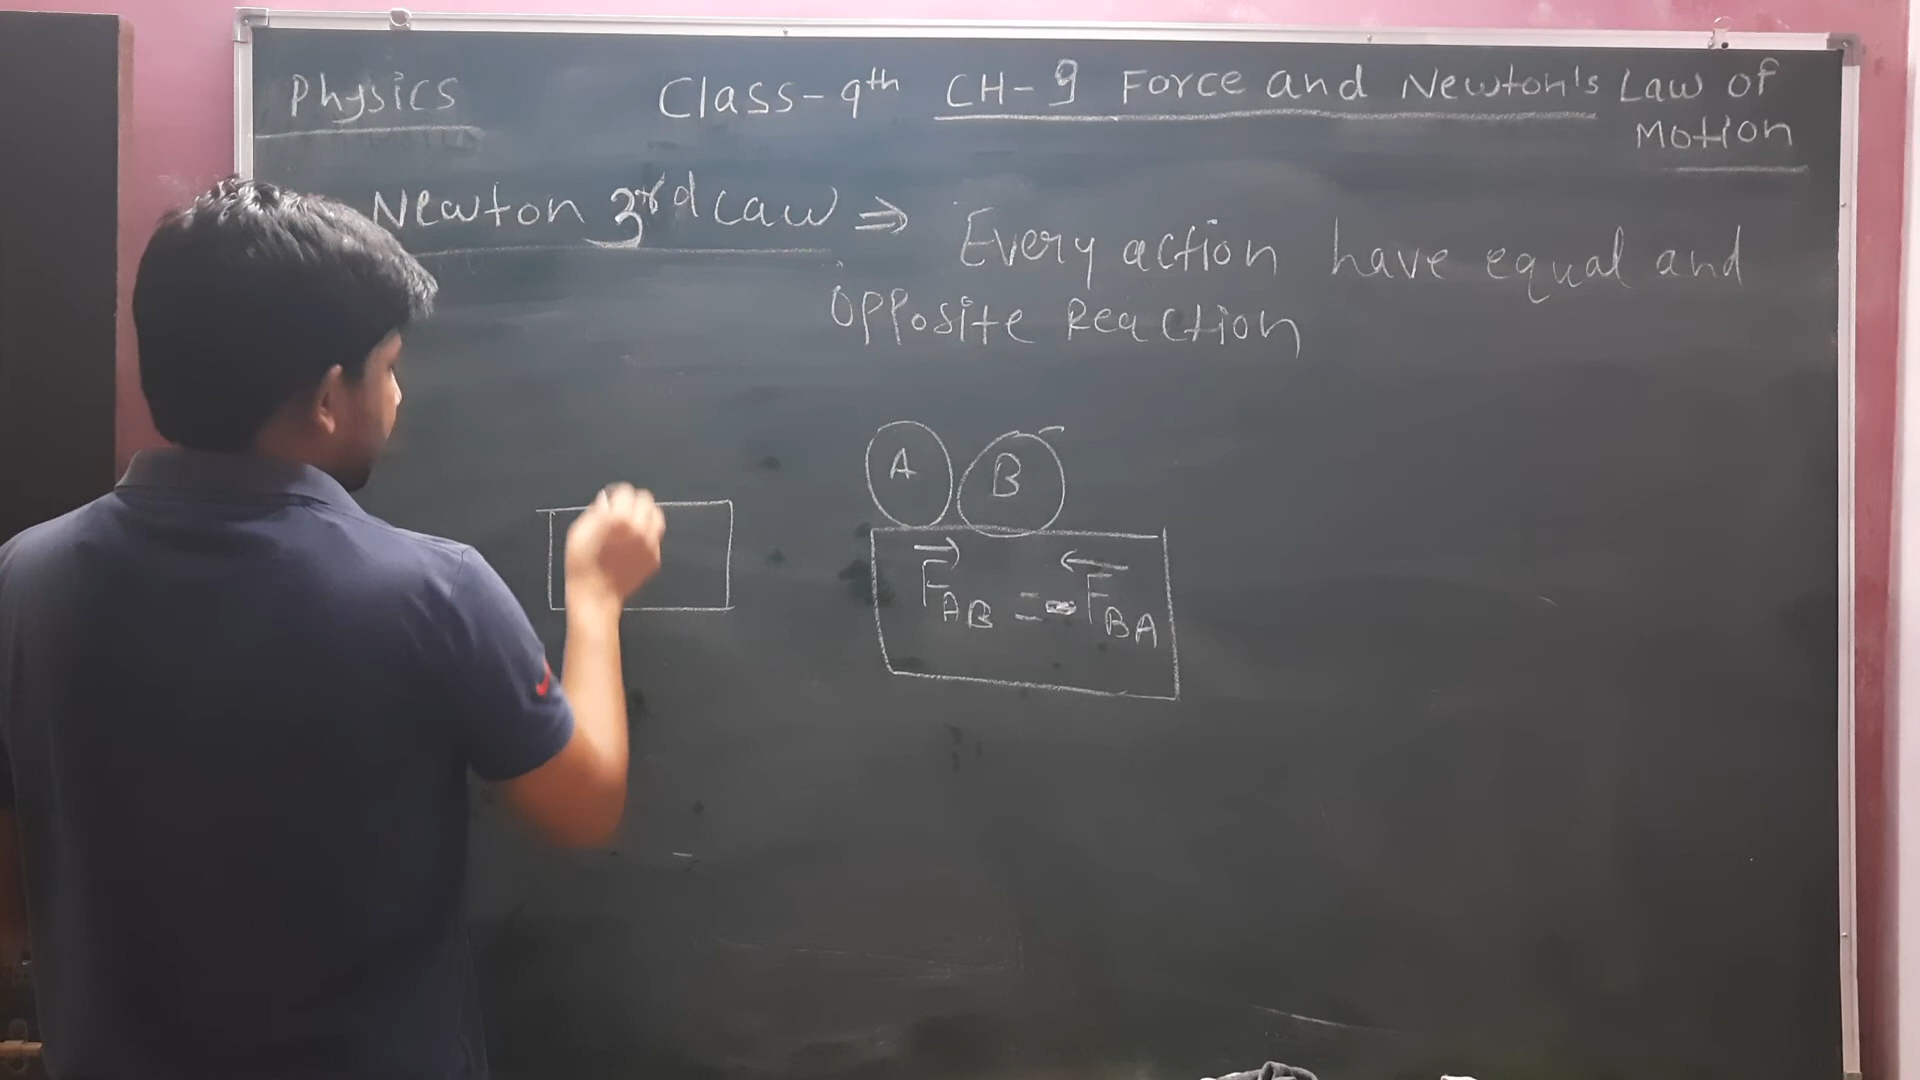 Physics
Class-9th CH-9 Force and Newton's Law of
Motion
Newton 3rd Law ⇒ Every action have equal and
opposite Reaction
A B
F⃗AB = -F⃖BA